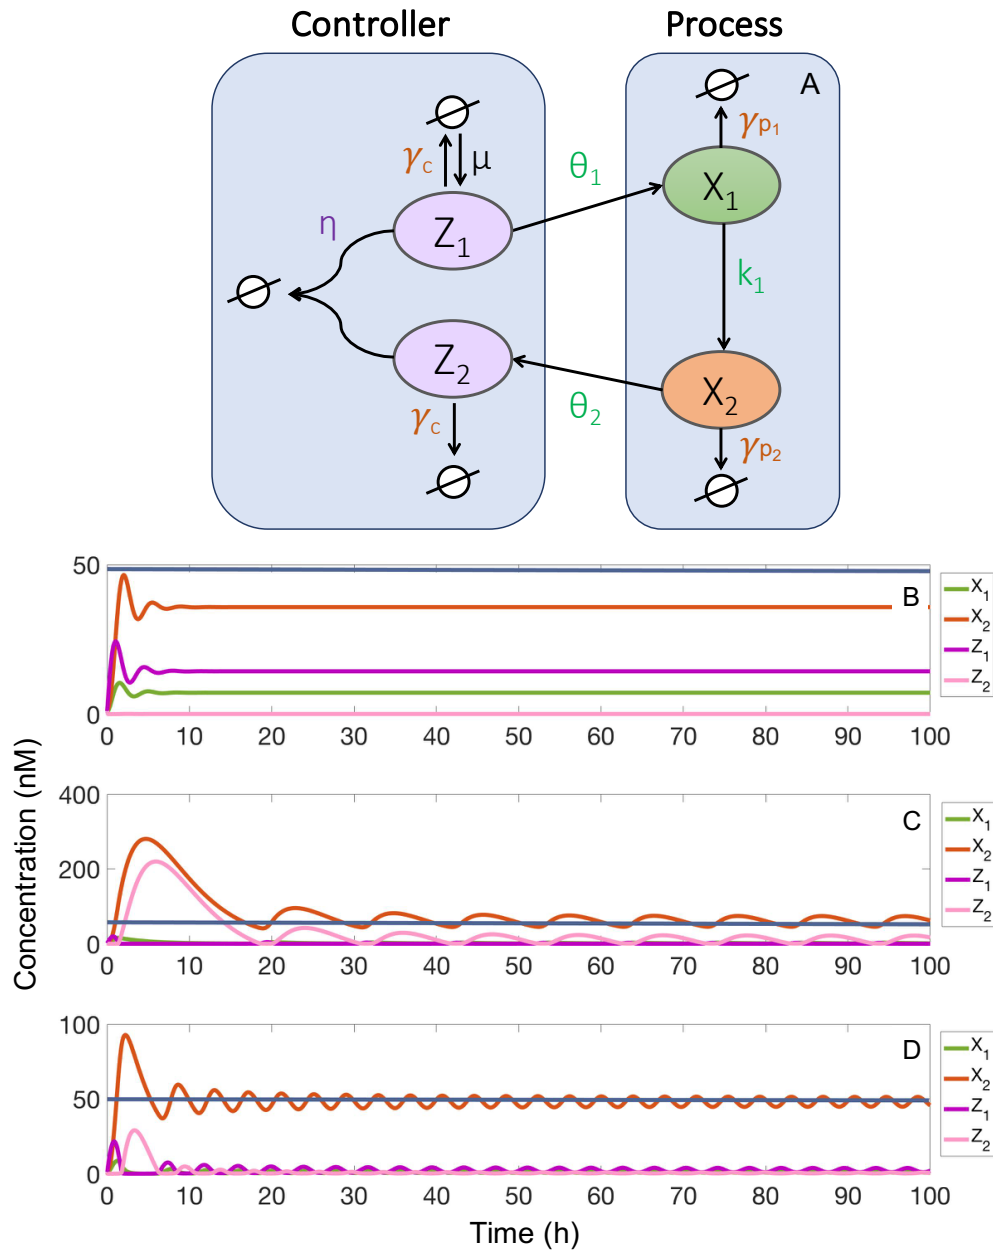 Controller Process
A
γc μ
γp1
θ1
X1
η
Z1
k1
Z2
X2
θ2
γc
γp2
50
0
0 10 20 30 40 50 60 70 80 90 100
B
X1
X2
Z1
Z2
400
200
0
0 10 20 30 40 50 60 70 80 90 100
C
X1
X2
Z1
Z2
100
50
0
0 10 20 30 40 50 60 70 80 90 100
D
X1
X2
Z1
Z2
Concentration (nM)
Time (h)